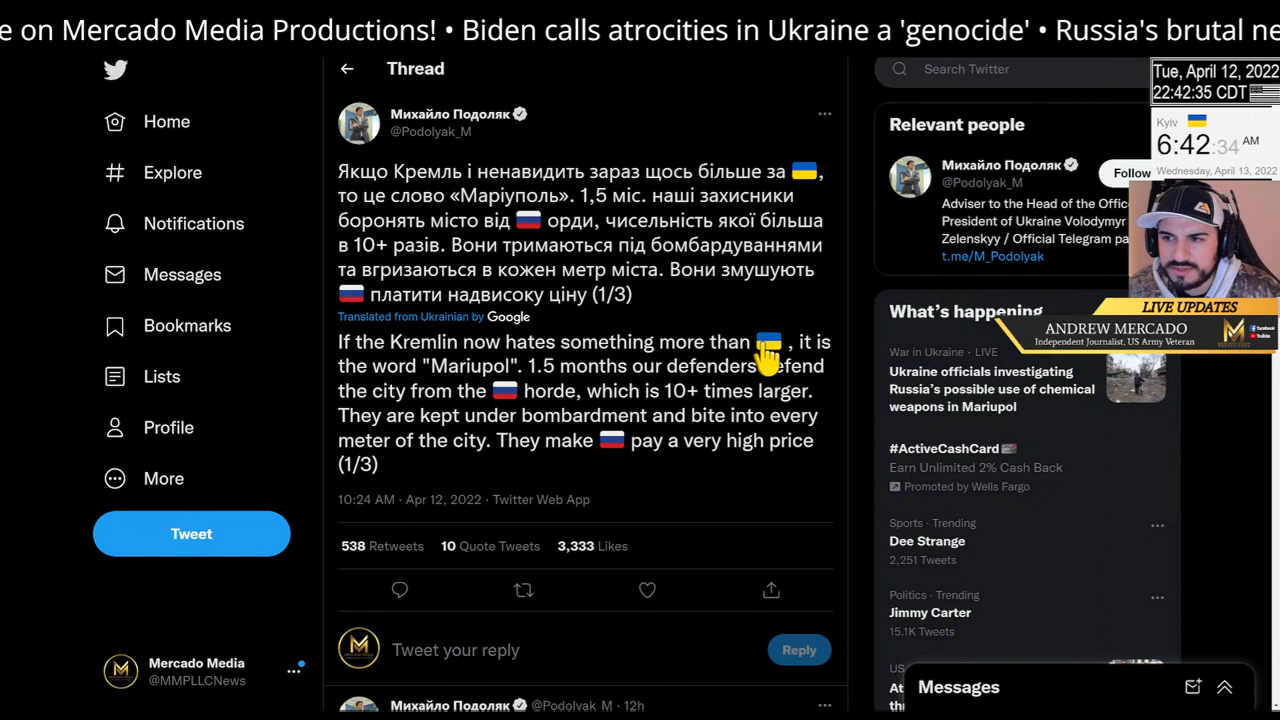 e on Mercado Media Productions! • Biden calls atrocities in Ukraine a 'genocide' • Russia's brutal ne
Tue, April 12, 2022
22:42:35 CDT
Kyiv
6:42:34 AM
Wednesday, April 13, 2022
Home
Explore
Notifications
Messages
Bookmarks
Lists
Profile
More
Tweet
Mercado Media
@MMPLLCNews
Thread
Михайло Подоляк
@Podolyak_M
Якщо Кремль і ненавидить зараз щось більше за 🇺🇦,
то це слово «Маріуполь». 1,5 міс. наші захисники
боронять місто від 🇷🇺 орди, чисельність якої більша
в 10+ разів. Вони тримаються під бомбардуваннями
та вгризаються в кожен метр міста. Вони змушують
🇷🇺 платити надвисоку ціну (1/3)
Translated from Ukrainian by Google
If the Kremlin now hates something more than 🇺🇦 , it is
the word "Mariupol". 1.5 months our defenders defend
the city from the 🇷🇺 horde, which is 10+ times larger.
They are kept under bombardment and bite into every
meter of the city. They make 🇷🇺 pay a very high price
(1/3)
10:24 AM · Apr 12, 2022 · Twitter Web App
538 Retweets 10 Quote Tweets 3,333 Likes
Tweet your reply
Reply
Михайло Подоляк @Podolyak_M · 12h
Search Twitter
Relevant people
Михайло Подоляк
@Podolyak_M
Follow
Adviser to the Head of the Offic
President of Ukraine Volodymyr
Zelenskyy / Official Telegram pa
t.me/M_Podolyak
LIVE UPDATES
ANDREW MERCADO
Independent Journalist, US Army Veteran
facebook
YouTube
What's happening
War in Ukraine · LIVE
Ukraine officials investigating
Russia's possible use of chemical
weapons in Mariupol
#ActiveCashCard
Earn Unlimited 2% Cash Back
Promoted by Wells Fargo
Sports · Trending
Dee Strange
2,251 Tweets
Politics · Trending
Jimmy Carter
15.1K Tweets
US
At
th
Messages